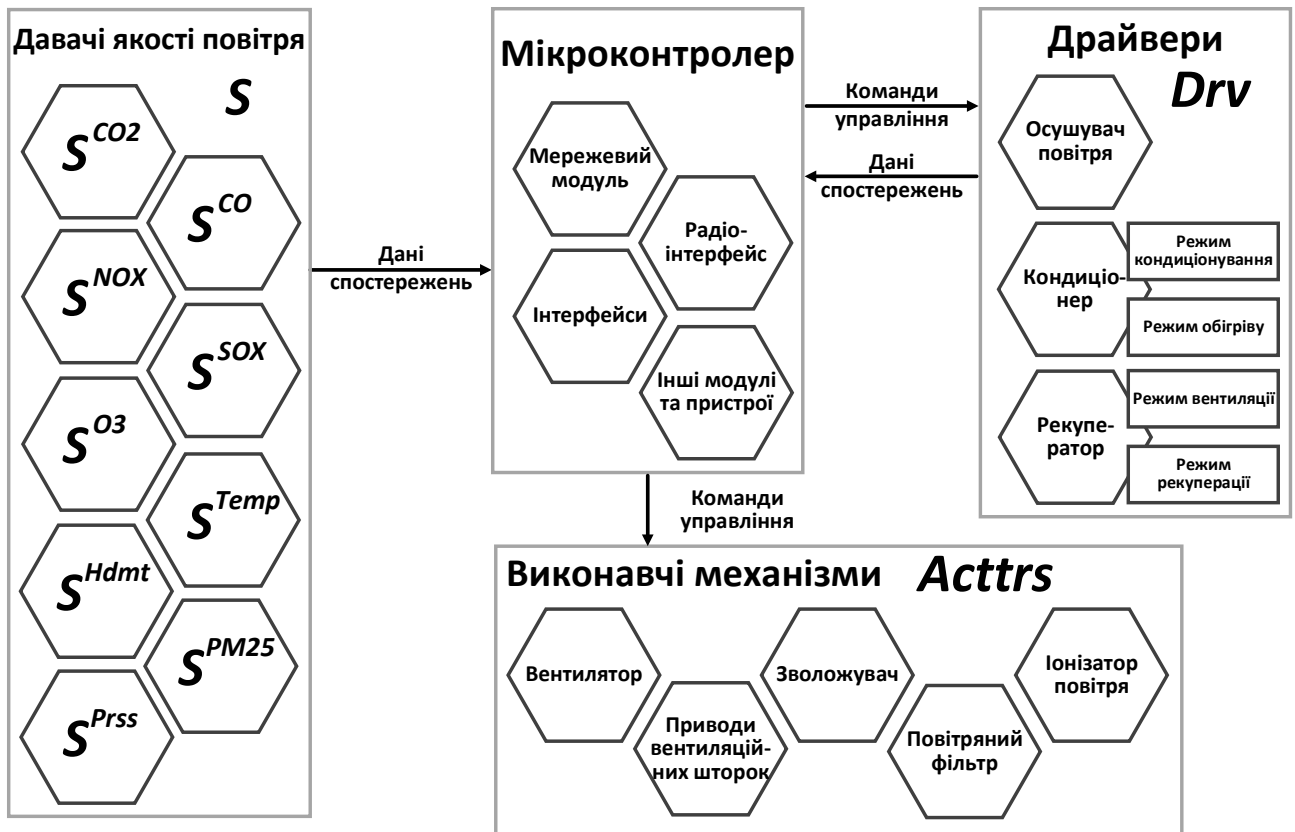 Давачі якості повітря
S
S^CO2
S^CO
S^NOX
S^SOX
S^O3
S^Temp
S^Hdmt
S^PM25
S^Prss
Дані
спостережень
Мікроконтролер
Мережевий
модуль
Радіо-
інтерфейс
Інтерфейси
Інші модулі
та пристрої
Команди
управління
Дані
спостережень
Драйвери
Drv
Осушувач
повітря
Кондиціо-
нер
Режим
кондиціонування
Режим обігріву
Рекупе-
ратор
Режим вентиляції
Режим
рекуперації
Команди
управління
Виконавчі механізми Acttrs
Вентилятор
Приводи
вентиляцій-
них шторок
Зволожувач
Повітряний
фільтр
Іонізатор
повітря